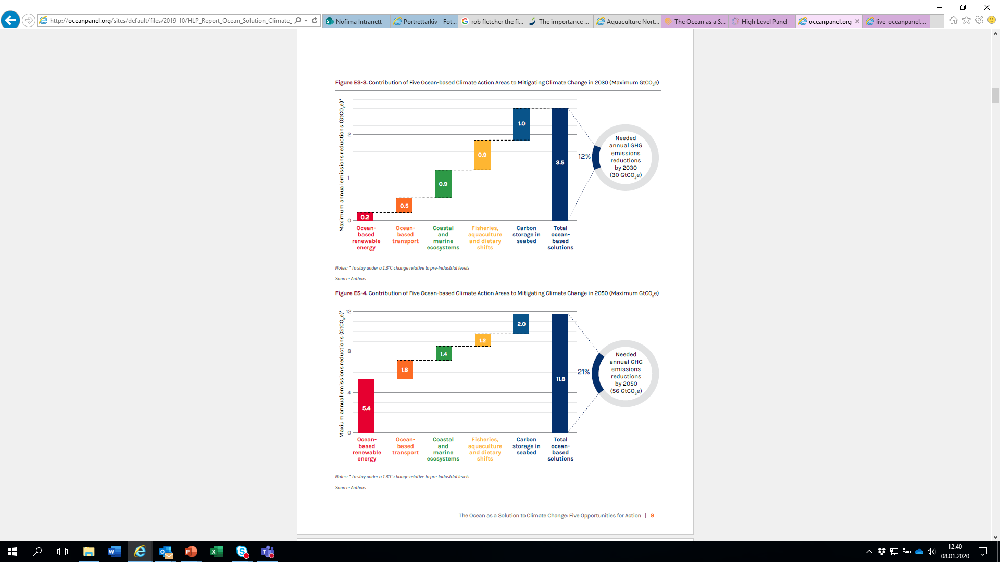 http://oceanpanel.org/sites/default/files/2019-10/HLP_Report_Ocean_Solution_Climate_
Nofima Intranett
Portrettarkiv - Fot...
rob fletcher the fi...
The importance ...
Aquaculture Nort...
The Ocean as a S...
High Level Panel
oceanpanel.org
live-oceanpanel....
Figure ES-3. Contribution of Five Ocean-based Climate Action Areas to Mitigating Climate Change in 2030 (Maximum GtCO₂e)
Maximum annual emissions reductions (GtCO₂e)*
2
1
0
0.2
0.5
0.9
0.9
1.0
3.5
12%
Needed
annual GHG
emissions
reductions
by 2030
(30 GtCO₂e)
Ocean-
based
renewable
energy
Ocean-
based
transport
Coastal
and
marine
ecosystems
Fisheries,
aquaculture
and dietary
shifts
Carbon
storage in
seabed
Total
ocean-
based
solutions
Notes: * To stay under a 1.5°C change relative to pre-industrial levels
Source: Authors
Figure ES-4. Contribution of Five Ocean-based Climate Action Areas to Mitigating Climate Change in 2050 (Maximum GtCO₂e)
Maxium annual emissions reductions (GtCO₂e)*
12
8
4
0
5.4
1.8
1.4
1.2
2.0
11.8
21%
Needed
annual GHG
emissions
reductions
by 2050
(56 GtCO₂e)
Ocean-
based
renewable
energy
Ocean-
based
transport
Coastal
and
marine
ecosystems
Fisheries,
aquaculture
and dietary
shifts
Carbon
storage in
seabed
Total
ocean-
based
solutions
Notes: * To stay under a 1.5°C change relative to pre-industrial levels
Source: Authors
The Ocean as a Solution to Climate Change: Five Opportunities for Action | 9
12.40
08.01.2020